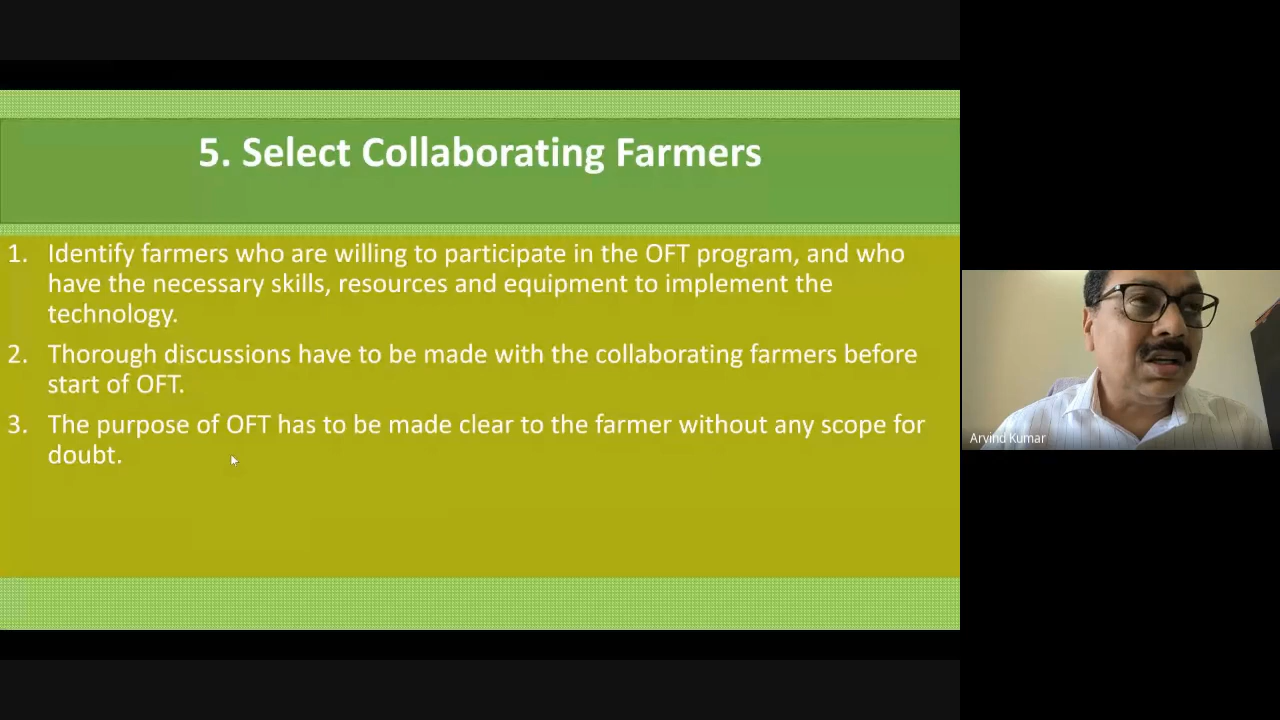 5. Select Collaborating Farmers
1. Identify farmers who are willing to participate in the OFT program, and who
have the necessary skills, resources and equipment to implement the
technology.
2. Thorough discussions have to be made with the collaborating farmers before
start of OFT.
3. The purpose of OFT has to be made clear to the farmer without any scope for
doubt.
Arvind Kumar